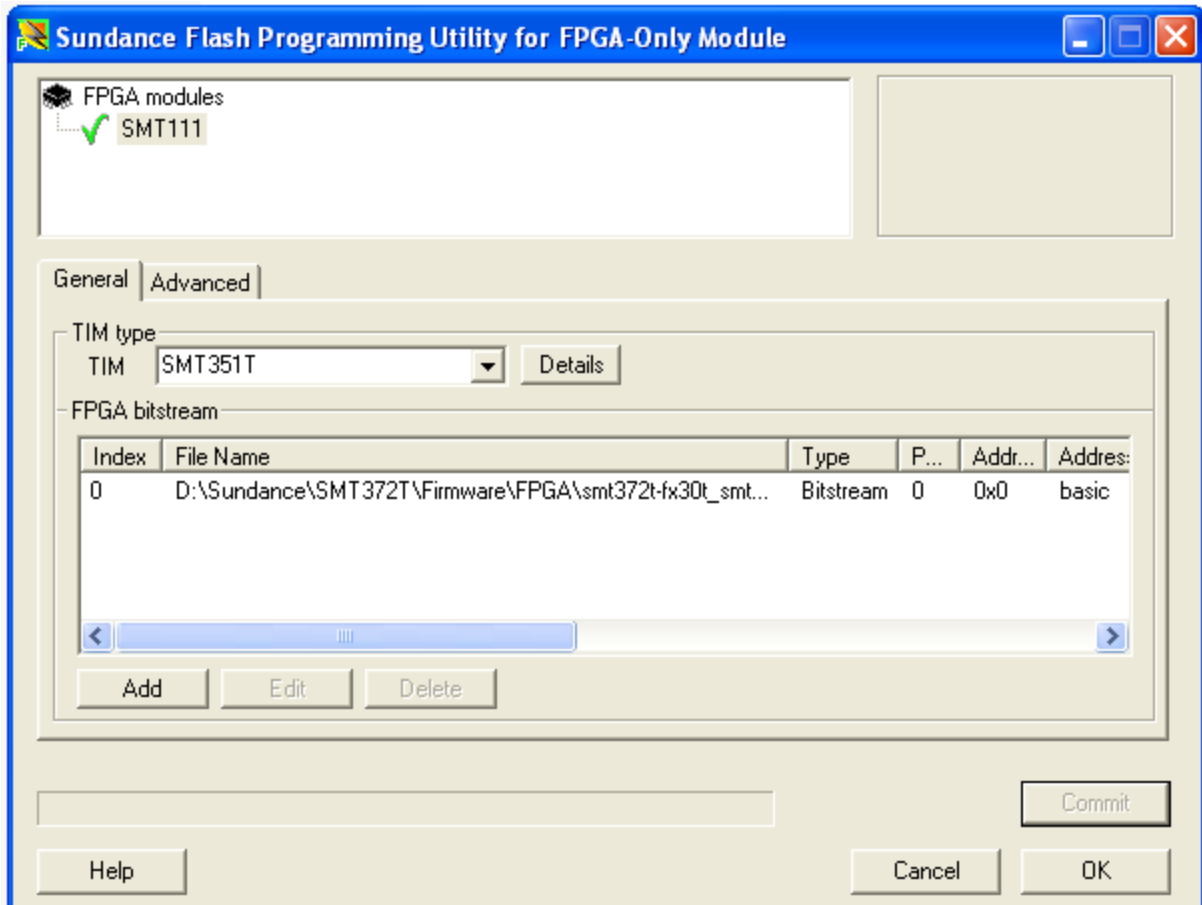 Sundance Flash Programming Utility for FPGA-Only Module
FPGA modules
SMT111
General Advanced
TIM type
TIM SMT351T Details
FPGA bitstream
Index File Name Type P... Addr... Addres
0 D:\Sundance\SMT372T\Firmware\FPGA\smt372t-fx30t_smt... Bitstream 0 0x0 basic
Add Edit Delete
Commit
Help Cancel OK